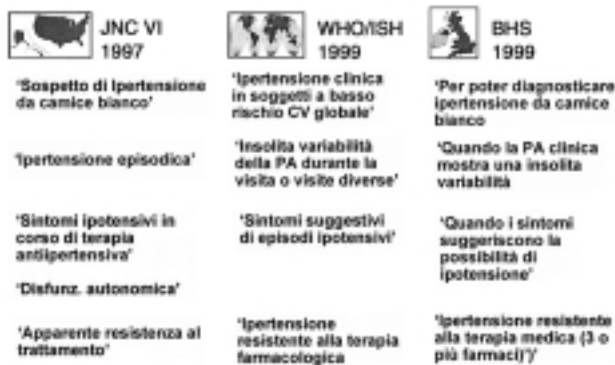 JNC VI
1997
'Sospetto di Ipertensione
da camice bianco'
'Ipertensione episodica'
'Sintomi ipotensivi in
corso di terapia
antiipertensiva'
'Disfunz. autonomica'
'Apparente resistenza al
trattamento'
WHO/ISH
1999
'Ipertensione clinica
in soggetti a basso
rischio CV globale'
'Insolita variabilità
della PA durante la
visita o visite diverse'
'Sintomi suggestivi
di episodi ipotensivi'
'Ipertensione
resistente alla terapia
farmacologica
BHS
1999
'Per poter diagnosticare
ipertensione da camice
bianco
'Quando la PA clinica
mostra una insolita
variabilità
'Quando i sintomi
suggeriscono la
possibilità di
ipotensione'
'Ipertensione resistente
alla terapia medica (3 o
più farmaci)')'